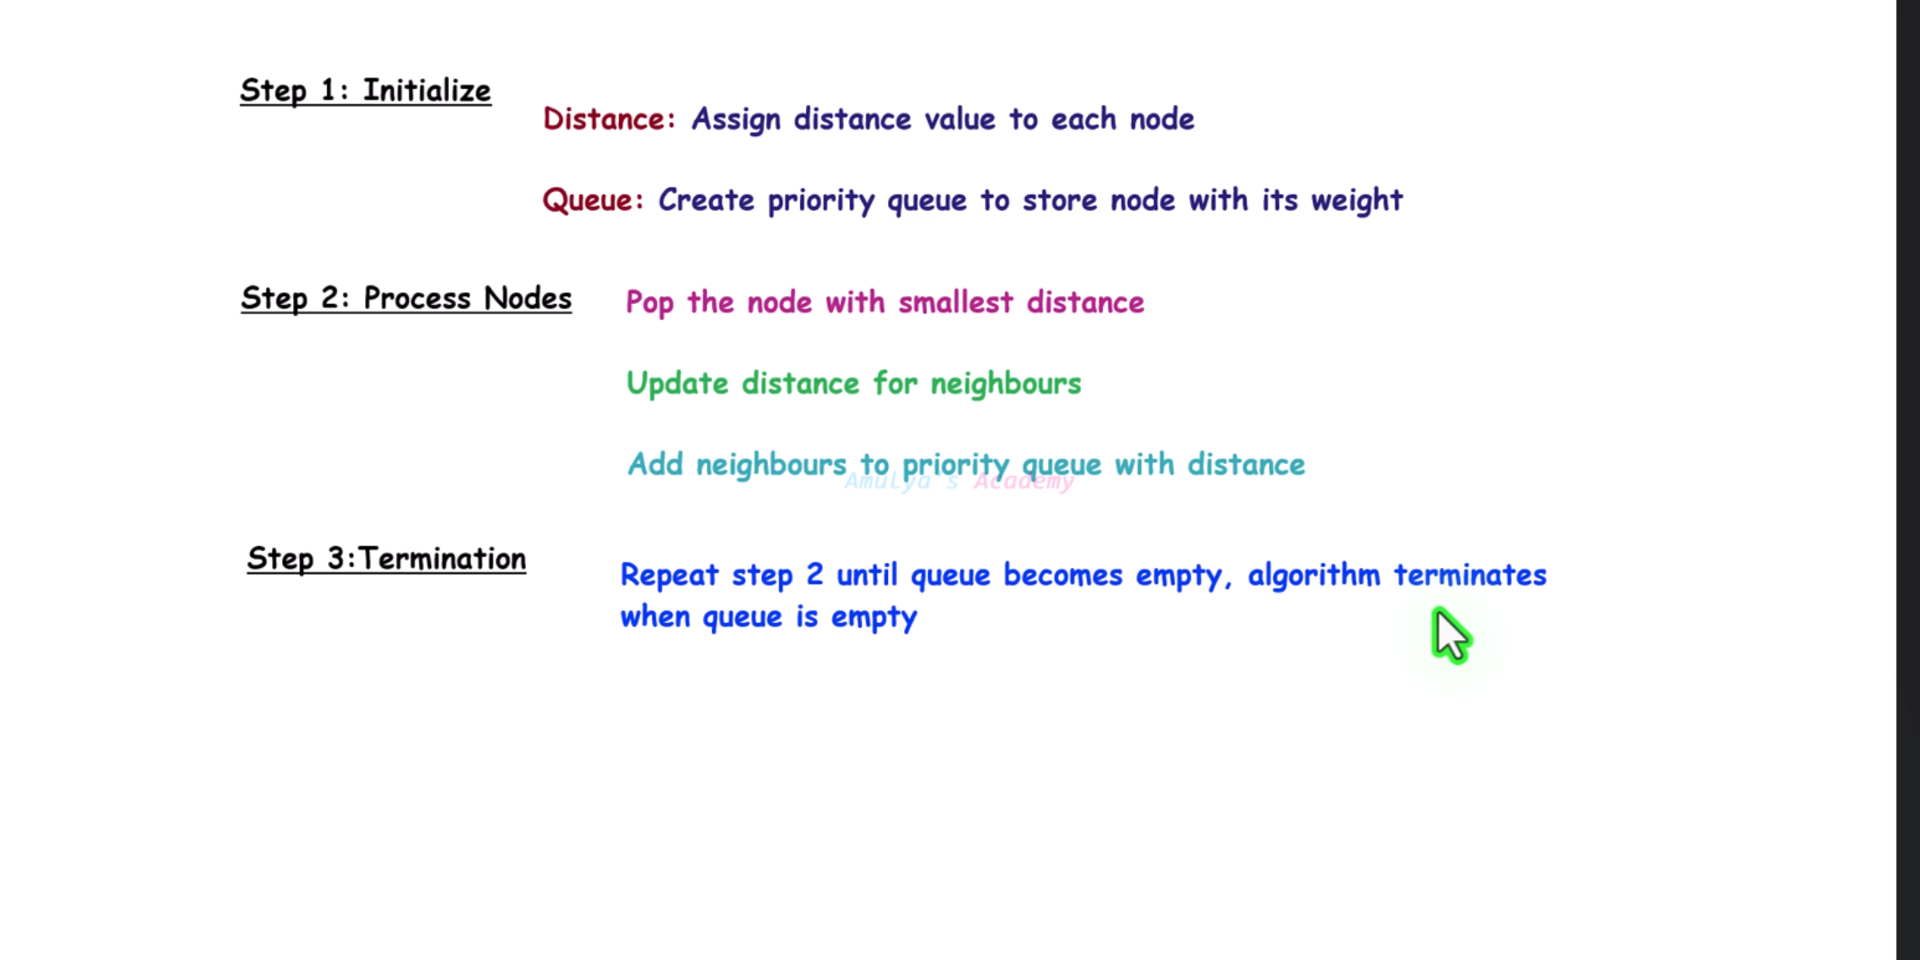 Step 1: Initialize
Distance: Assign distance value to each node
Queue: Create priority queue to store node with its weight
Step 2: Process Nodes
Pop the node with smallest distance
Update distance for neighbours
Add neighbours to priority queue with distance
Amulya's Academy
Step 3:Termination
Repeat step 2 until queue becomes empty, algorithm terminates
when queue is empty